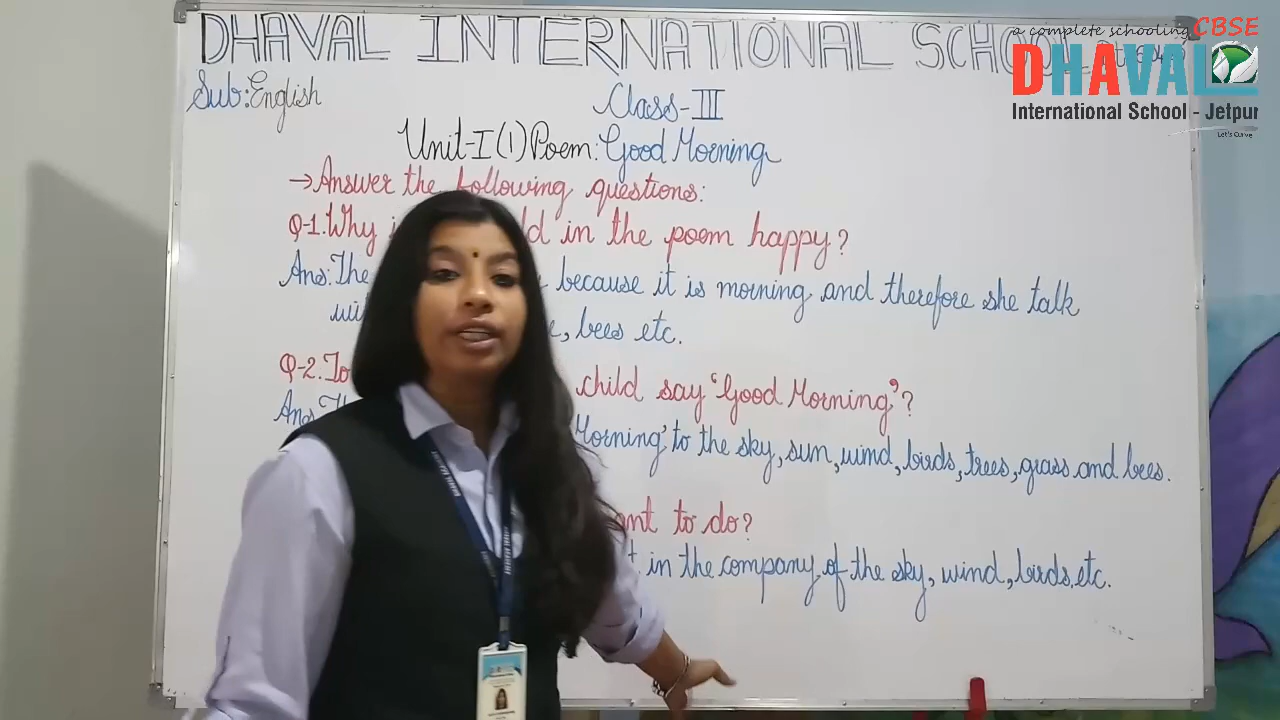 DHAVAL INTERNATIONAL SCHOOL
a complete schooling CBSE
DHAVAL
International School - Jetpur
Let's Curve
Sub: English
Class-III
Unit-I (1) Poem: Good Morning
→ Answer the following questions:
Q-1. Why in the poem happy?
Ans: The because it is morning and therefore she talk
bees etc.
Q-2. To child say 'Good Morning'?
Ans: Morning' to the sky, sun, wind, birds, trees, grass and bees.
to do?
in the company of the sky, wind, birds, etc.